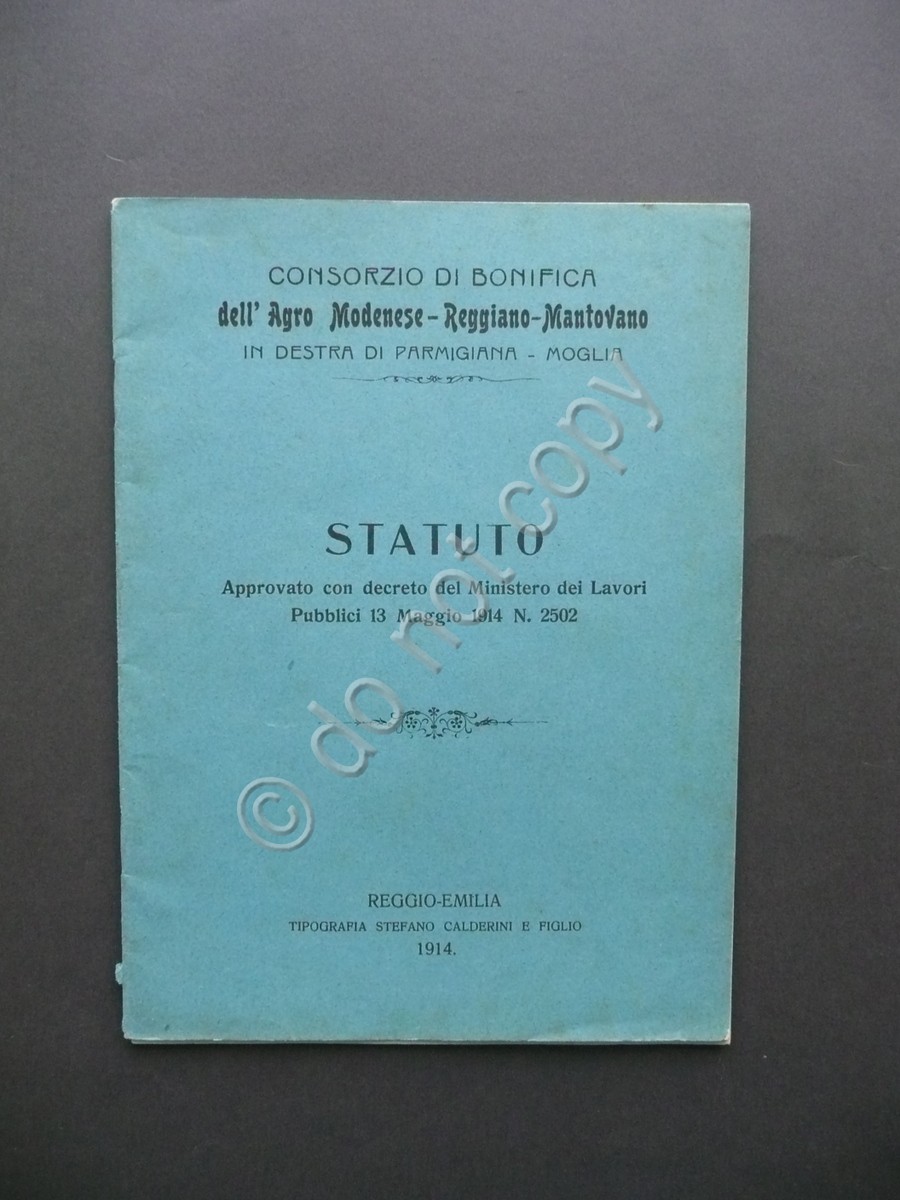 CONSORZIO DI BONIFICA
dell' Agro Modenese-Reggiano-Mantovano
IN DESTRA DI PARMIGIANA - MOGLIA
STATUTO
Approvato con decreto del Ministero dei Lavori
Pubblici 13 Maggio 1914 N. 2502
© do not copy
REGGIO-EMILIA
TIPOGRAFIA STEFANO CALDERINI E FIGLIO
1914.